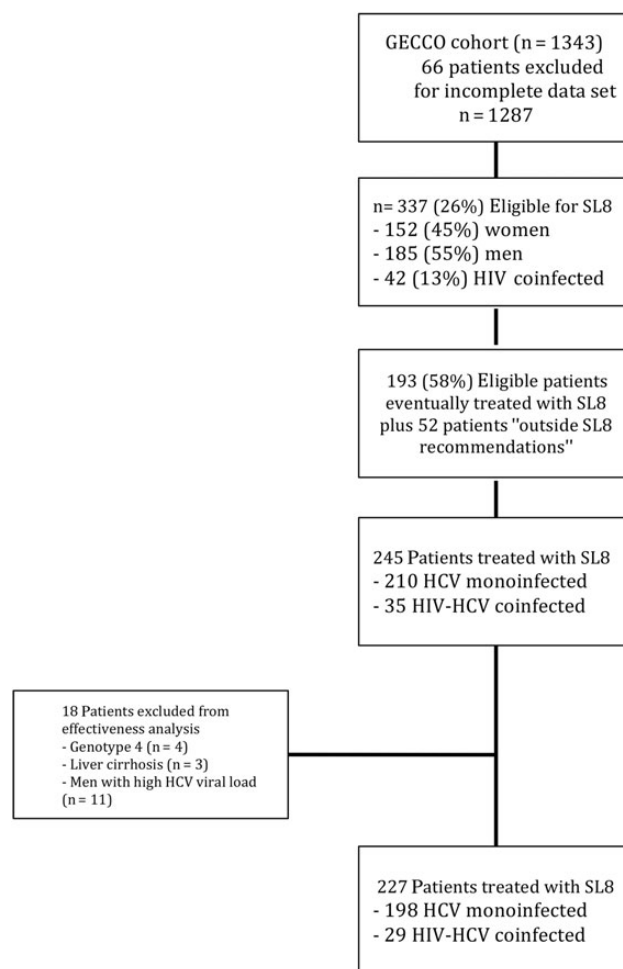 GECCO cohort (n = 1343)
66 patients excluded
for incomplete data set
n = 1287
n= 337 (26%) Eligible for SL8
- 152 (45%) women
- 185 (55%) men
- 42 (13%) HIV coinfected
193 (58%) Eligible patients
eventually treated with SL8
plus 52 patients "outside SL8
recommendations"
245 Patients treated with SL8
- 210 HCV monoinfected
- 35 HIV-HCV coinfected
18 Patients excluded from
effectiveness analysis
- Genotype 4 (n = 4)
- Liver cirrhosis (n = 3)
- Men with high HCV viral load
(n = 11)
227 Patients treated with SL8
- 198 HCV monoinfected
- 29 HIV-HCV coinfected